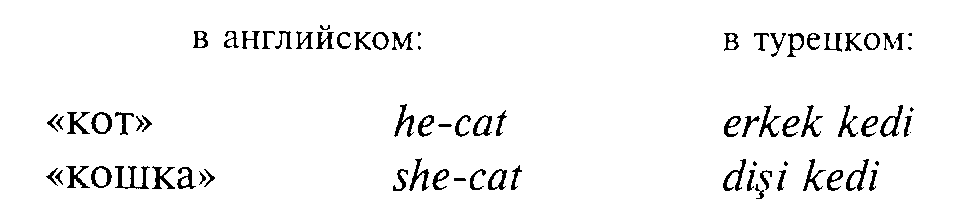 в английском: в турецком:
«кот» he-cat erkek kedi
«кошка» she-cat dişi kedi